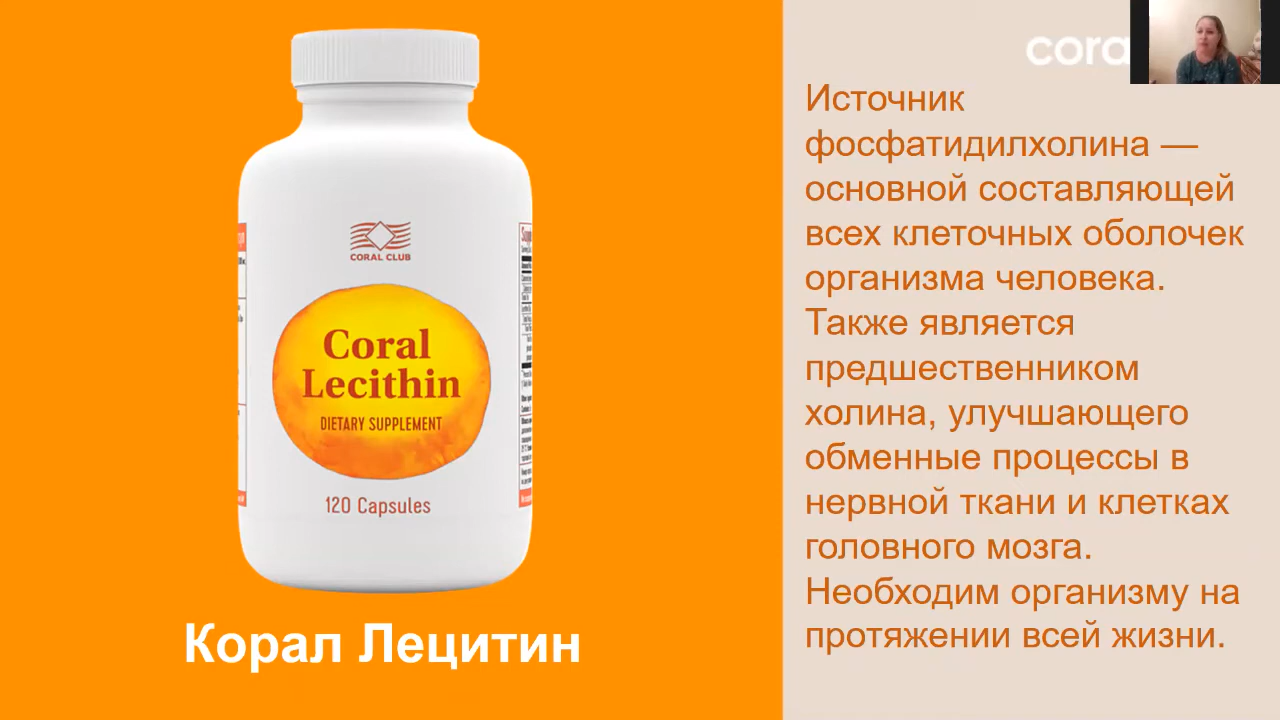 CORAL CLUB
Coral
Lecithin
DIETARY SUPPLEMENT
120 Capsules
Корал Лецитин
Источник
фосфатидилхолина —
основной составляющей
всех клеточных оболочек
организма человека.
Также является
предшественником
холина, улучшающего
обменные процессы в
нервной ткани и клетках
головного мозга.
Необходим организму на
протяжении всей жизни.